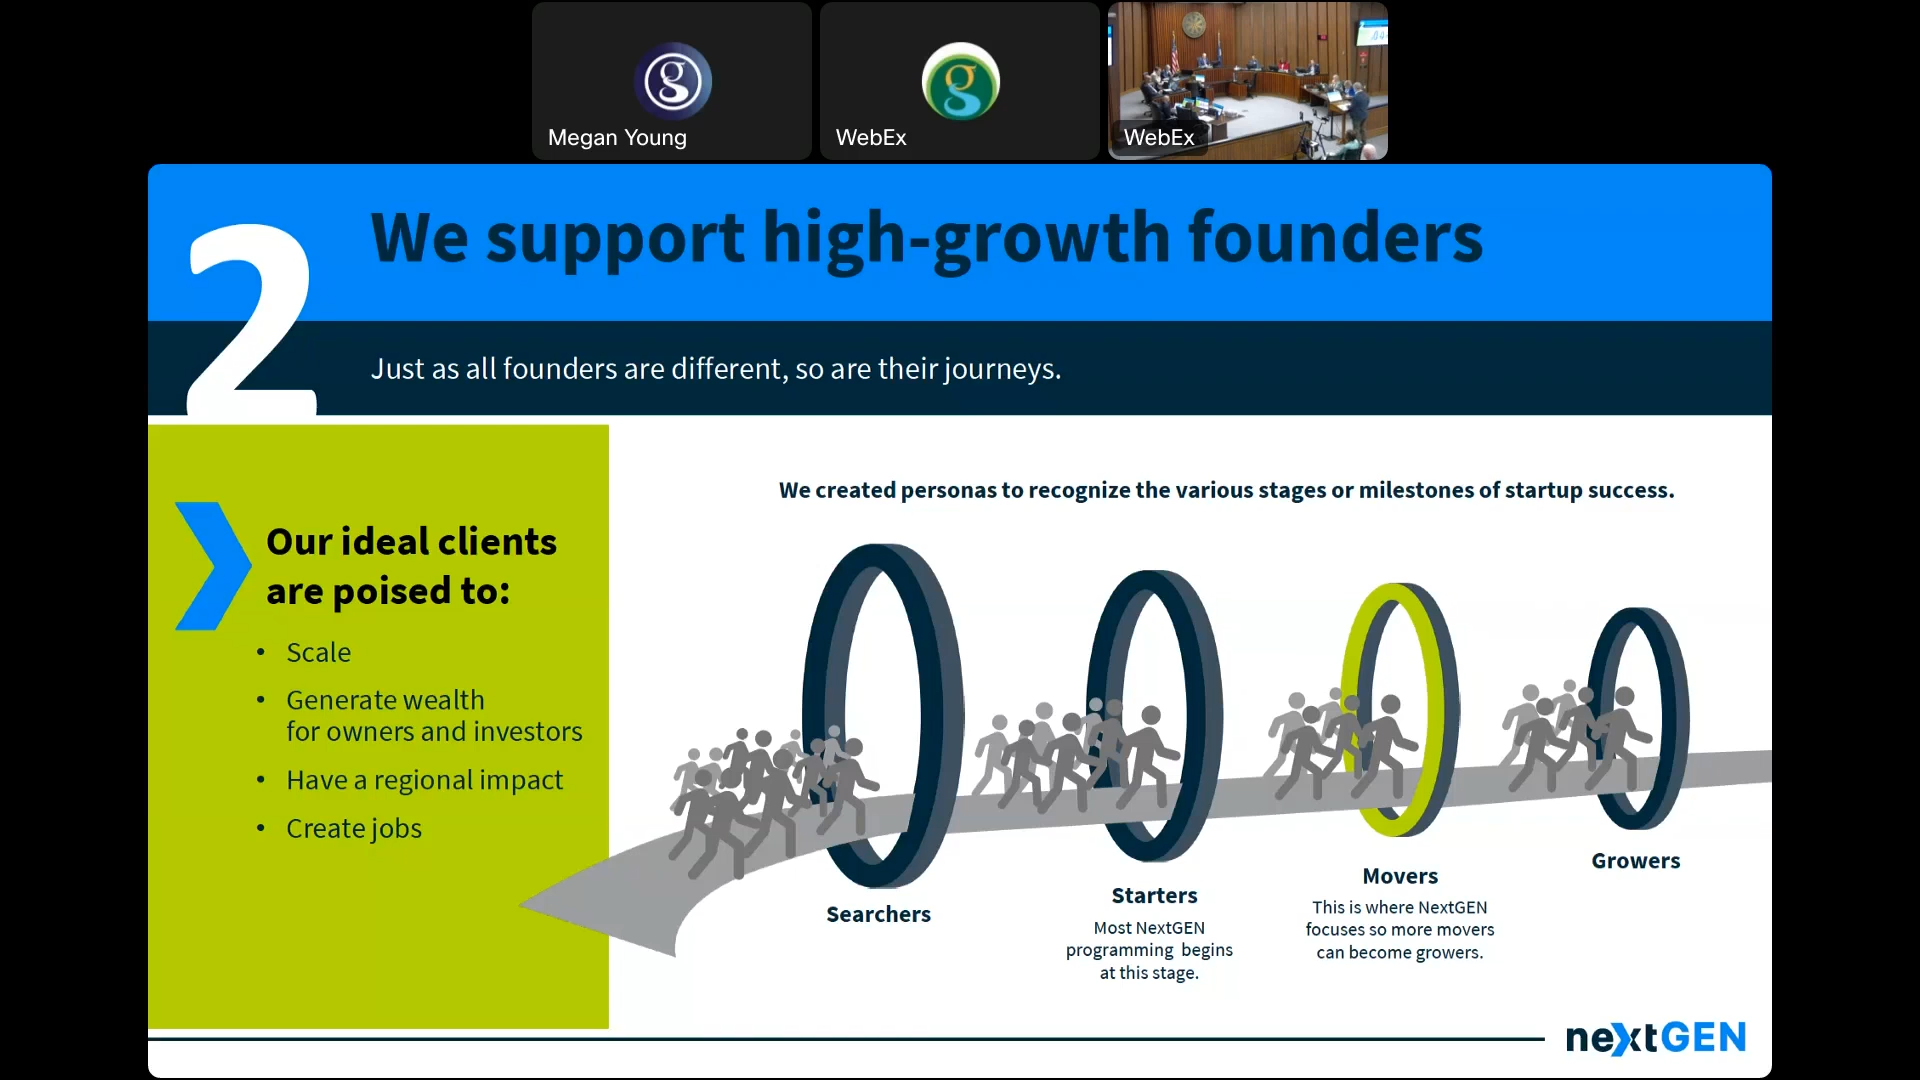 Megan Young
WebEx
WebEx
2
We support high-growth founders
Just as all founders are different, so are their journeys.
Our ideal clients
are poised to:
• Scale
• Generate wealth
for owners and investors
• Have a regional impact
• Create jobs
We created personas to recognize the various stages or milestones of startup success.
Searchers
Starters
Most NextGEN
programming begins
at this stage.
Movers
This is where NextGEN
focuses so more movers
can become growers.
Growers
nextGEN